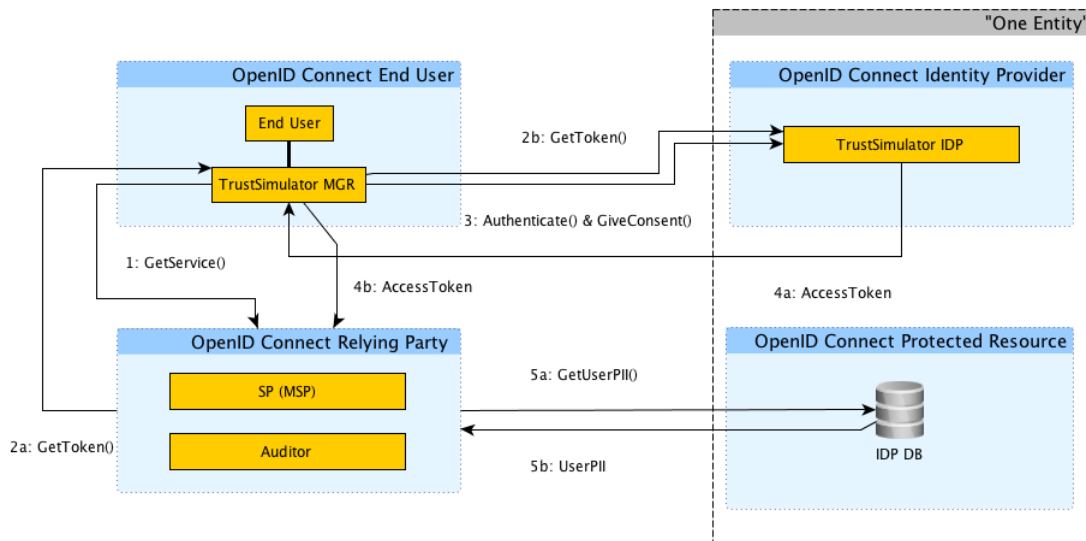 "One Entity"
OpenID Connect End User
OpenID Connect Identity Provider
End User
2b: GetToken()
TrustSimulator IDP
TrustSimulator MGR
3: Authenticate() & GiveConsent()
1: GetService()
4b: AccessToken
4a: AccessToken
OpenID Connect Relying Party
OpenID Connect Protected Resource
SP (MSP)
5a: GetUserPII()
Auditor
2a: GetToken()
IDP DB
5b: UserPII